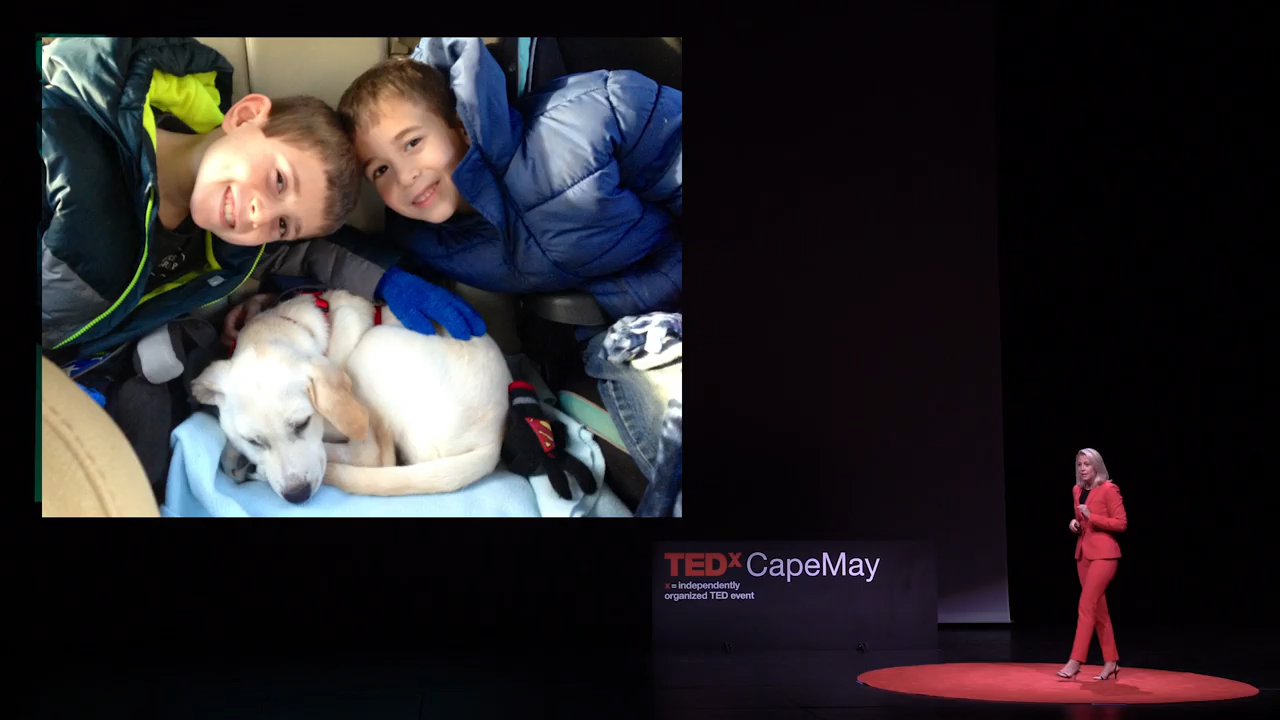 TEDx CapeMay
x = independently
organized TED event